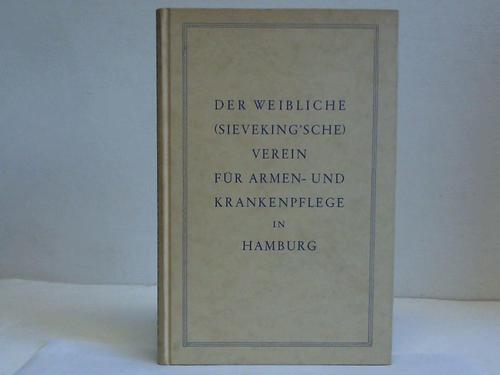 DER WEIBLICHE
(SIEVEKING'SCHE)
VEREIN
FÜR ARMEN- UND
KRANKENPFLEGE
IN
HAMBURG